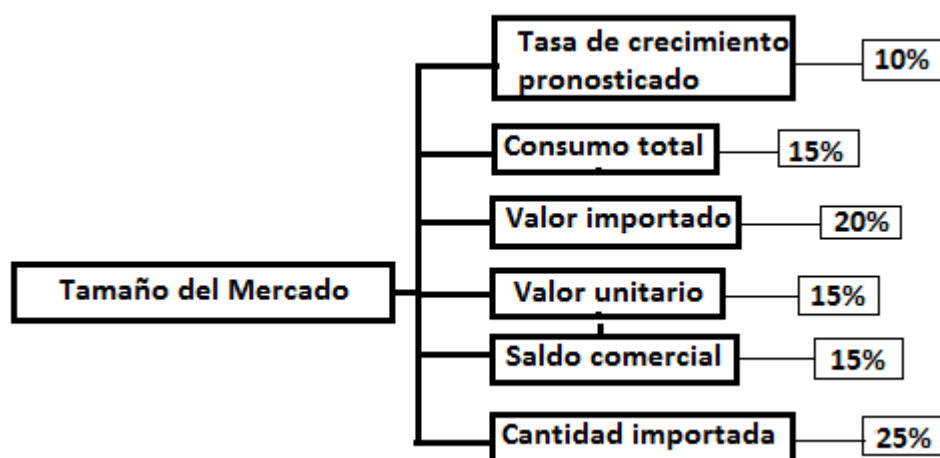 Tasa de crecimiento
pronosticado
10%
Consumo total
15%
Valor importado
20%
Tamaño del Mercado
Valor unitario
15%
Saldo comercial
15%
Cantidad importada
25%